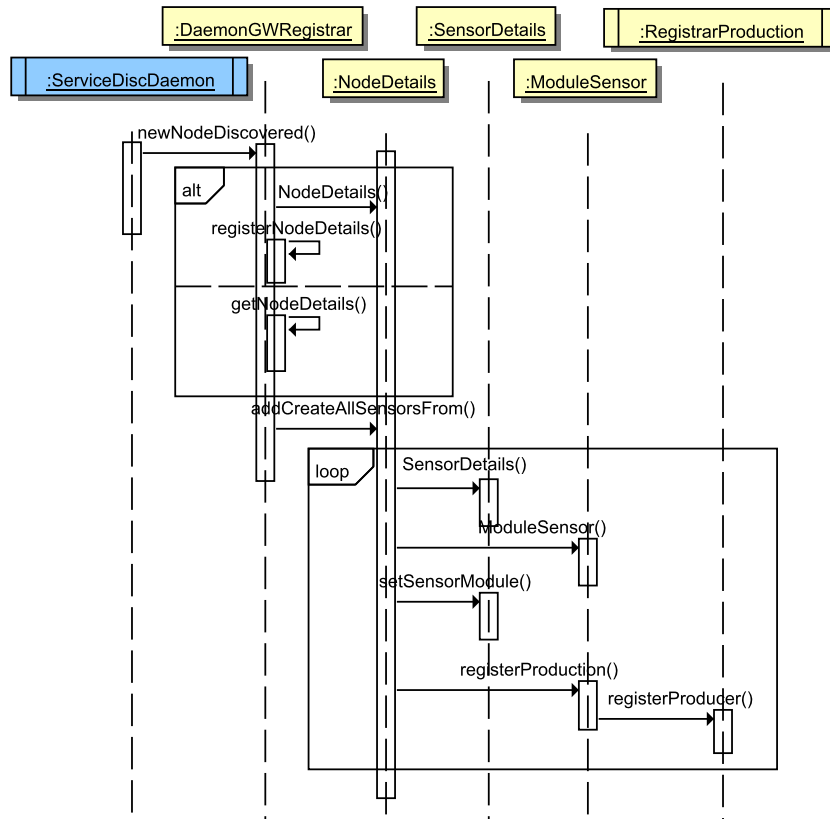 :DaemonGWRegistrar
:SensorDetails
:RegistrarProduction
:ServiceDiscDaemon
:NodeDetails
:ModuleSensor
newNodeDiscovered()
alt
NodeDetails()
registerNodeDetails()
getNodeDetails()
addCreateAllSensorsFrom()
loop
SensorDetails()
ModuleSensor()
setSensorModule()
registerProduction()
registerProducer()